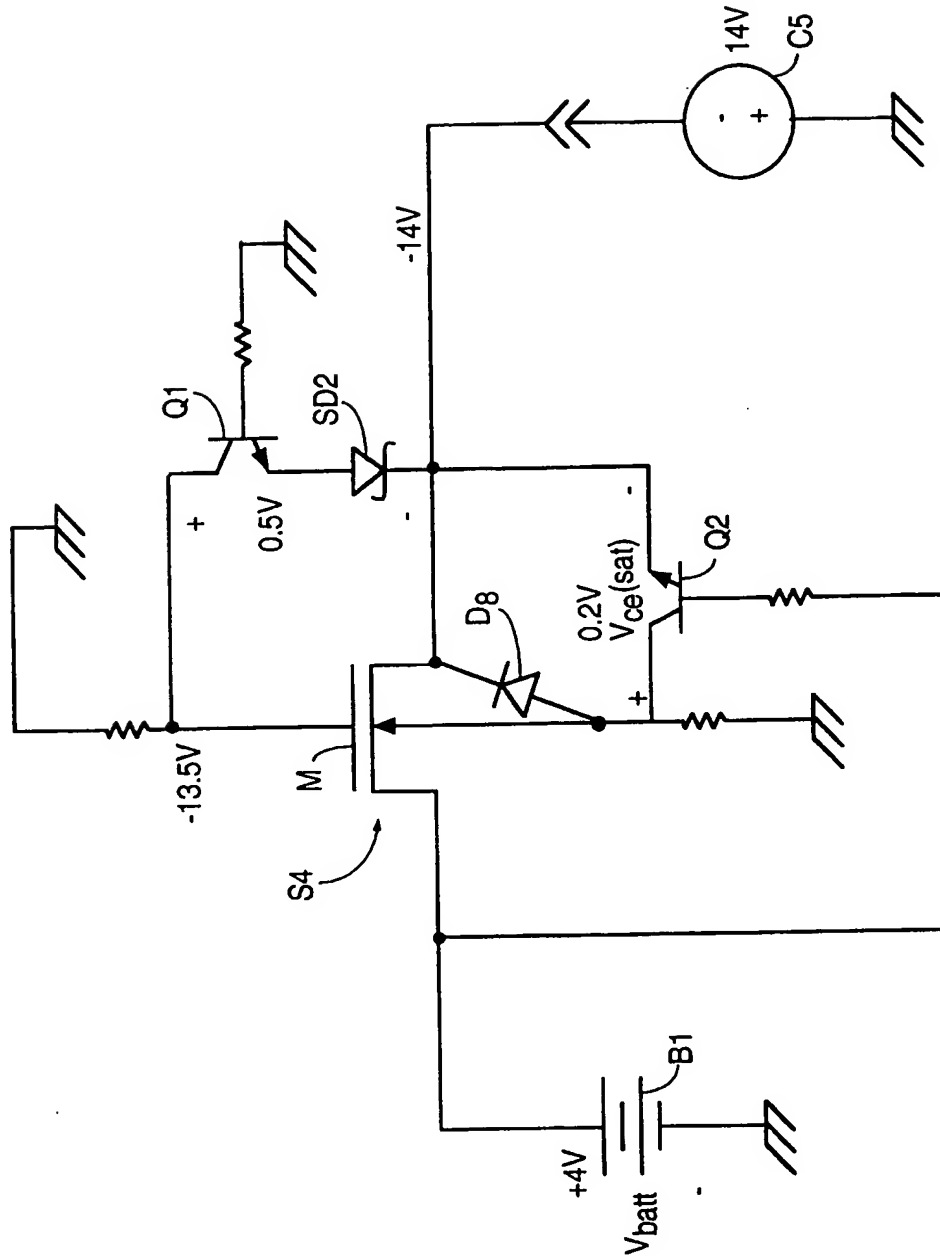 14V
C5
-
+
-14V
Q1
SD2
+
0.5V
-
D8
0.2V
Vce(sat)
-
Q2
+
-13.5V
M
S4
+4V
B1
Vbatt
-